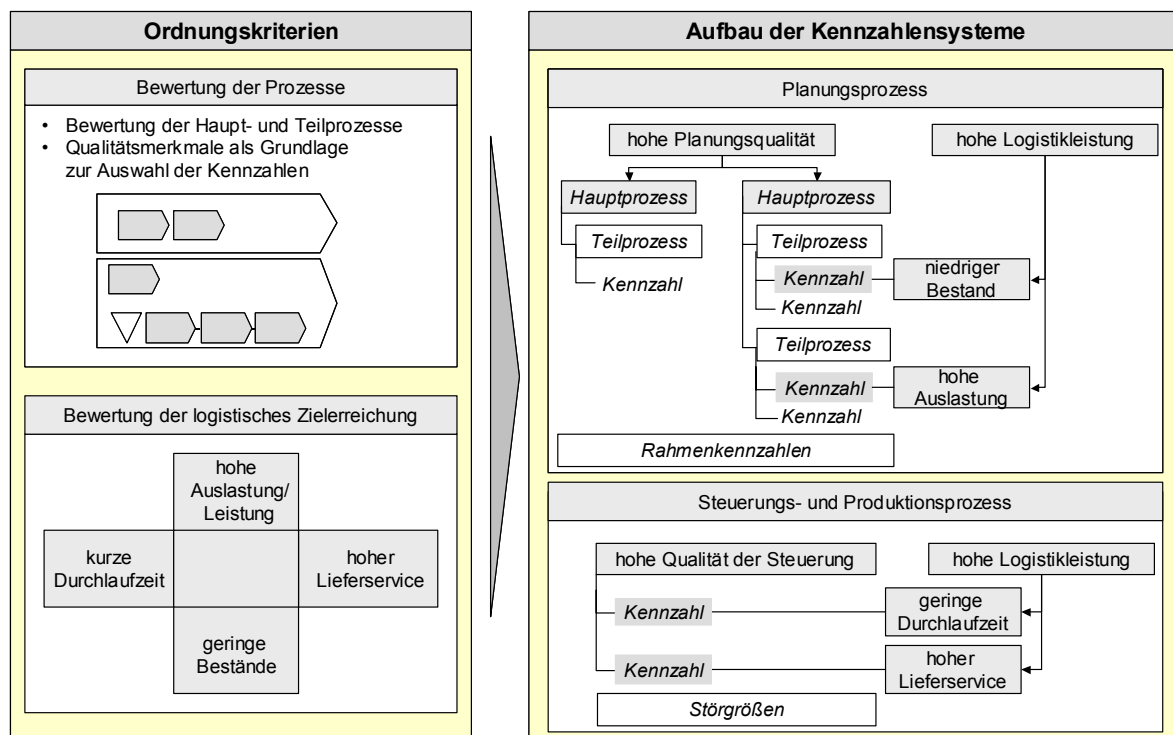 Ordnungskriterien
Bewertung der Prozesse
• Bewertung der Haupt- und Teilprozesse
• Qualitätsmerkmale als Grundlage
zur Auswahl der Kennzahlen
Bewertung der logistisches Zielerreichung
hohe
Auslastung/
Leistung
kurze
Durchlaufzeit
hoher
Lieferservice
geringe
Bestände
Aufbau der Kennzahlensysteme
Planungsprozess
hohe Planungsqualität
hohe Logistikleistung
Hauptprozess
Hauptprozess
Teilprozess
Teilprozess
Kennzahl
Kennzahl
niedriger
Bestand
Kennzahl
Teilprozess
Kennzahl
hohe
Auslastung
Kennzahl
Rahmenkennzahlen
Steuerungs- und Produktionsprozess
hohe Qualität der Steuerung
hohe Logistikleistung
Kennzahl
geringe
Durchlaufzeit
Kennzahl
hoher
Lieferservice
Störgrößen